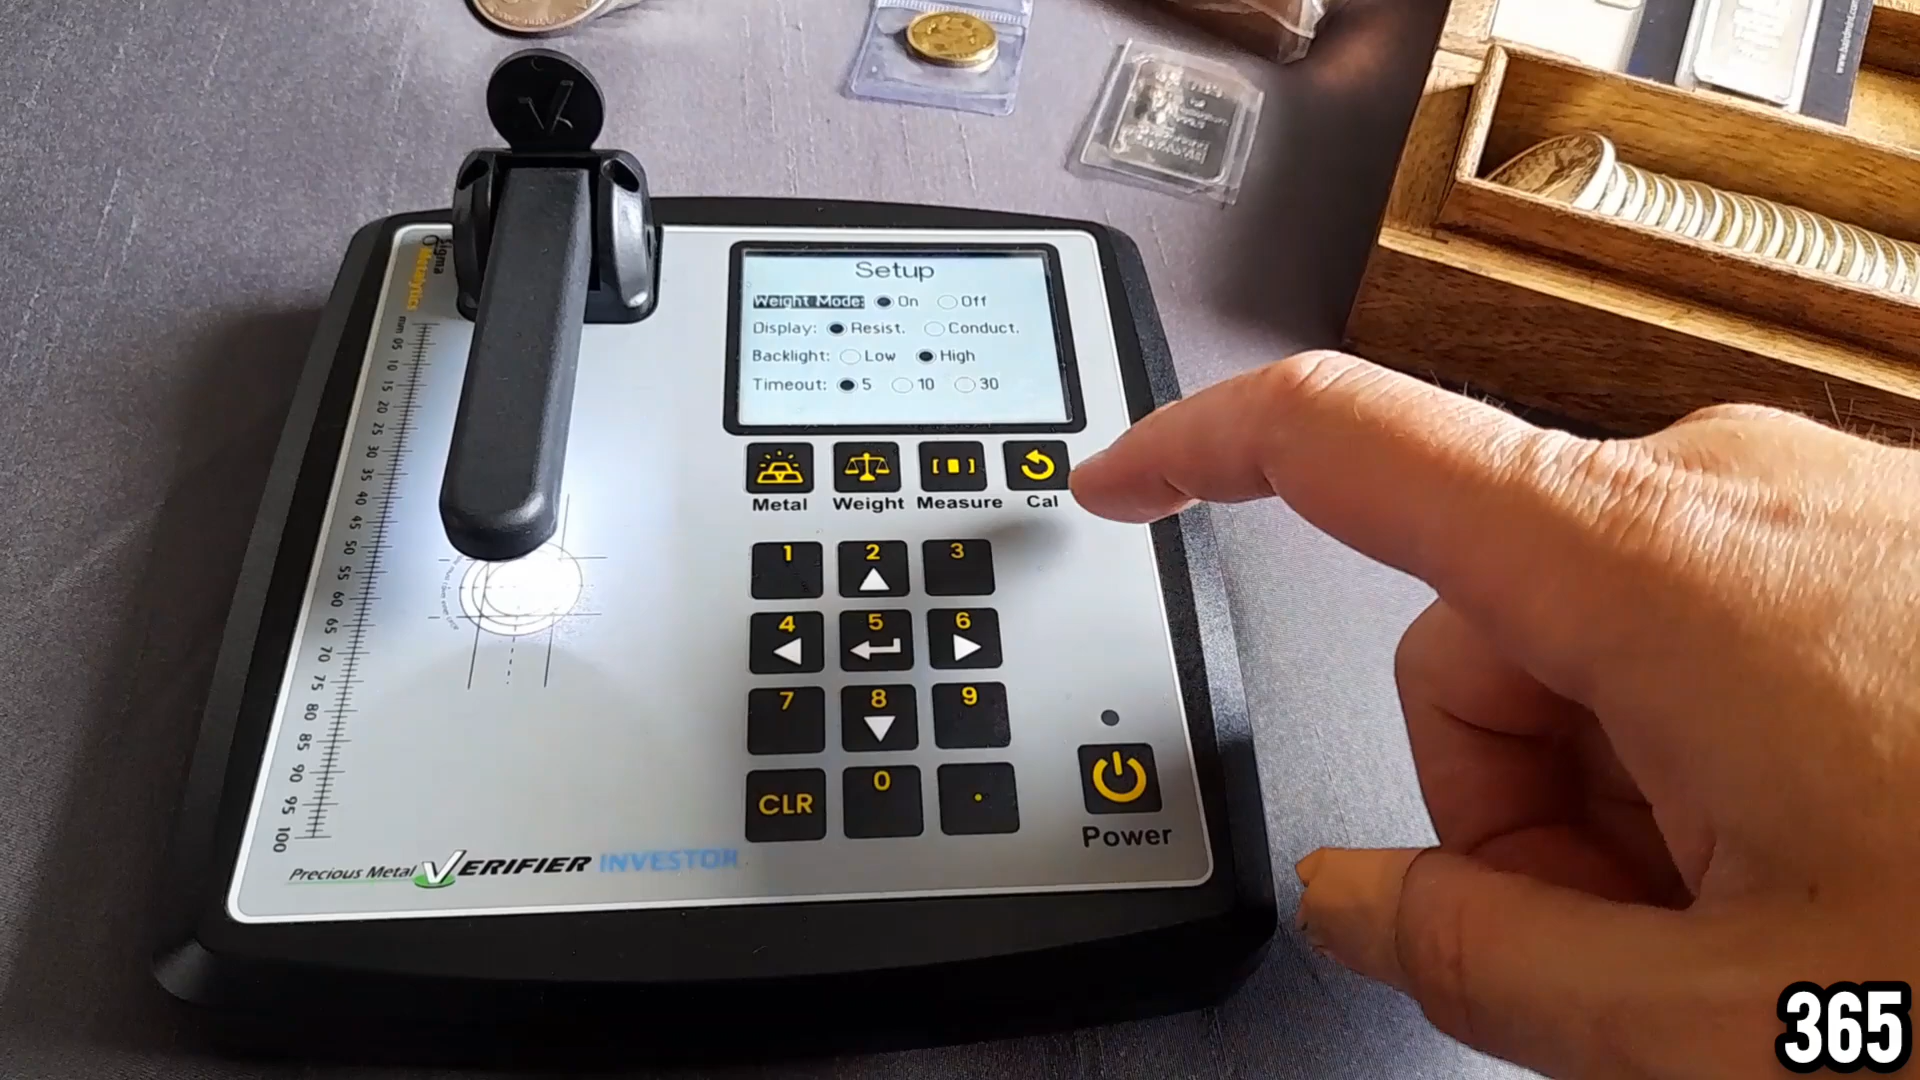 sigma
Metalytics
Setup
Weight Mode: On Off
Display: Resist. Conduct.
Backlight: Low High
Timeout: 5 10 30
Metal Weight Measure Cal
1 2 3
4 5 6
7 8 9
CLR 0 .
Power
mm
05
10
15
20
25
30
35
40
45
50
55
60
65
70
75
80
85
90
95
100
Precious Metal VERIFIER INVESTOR
365